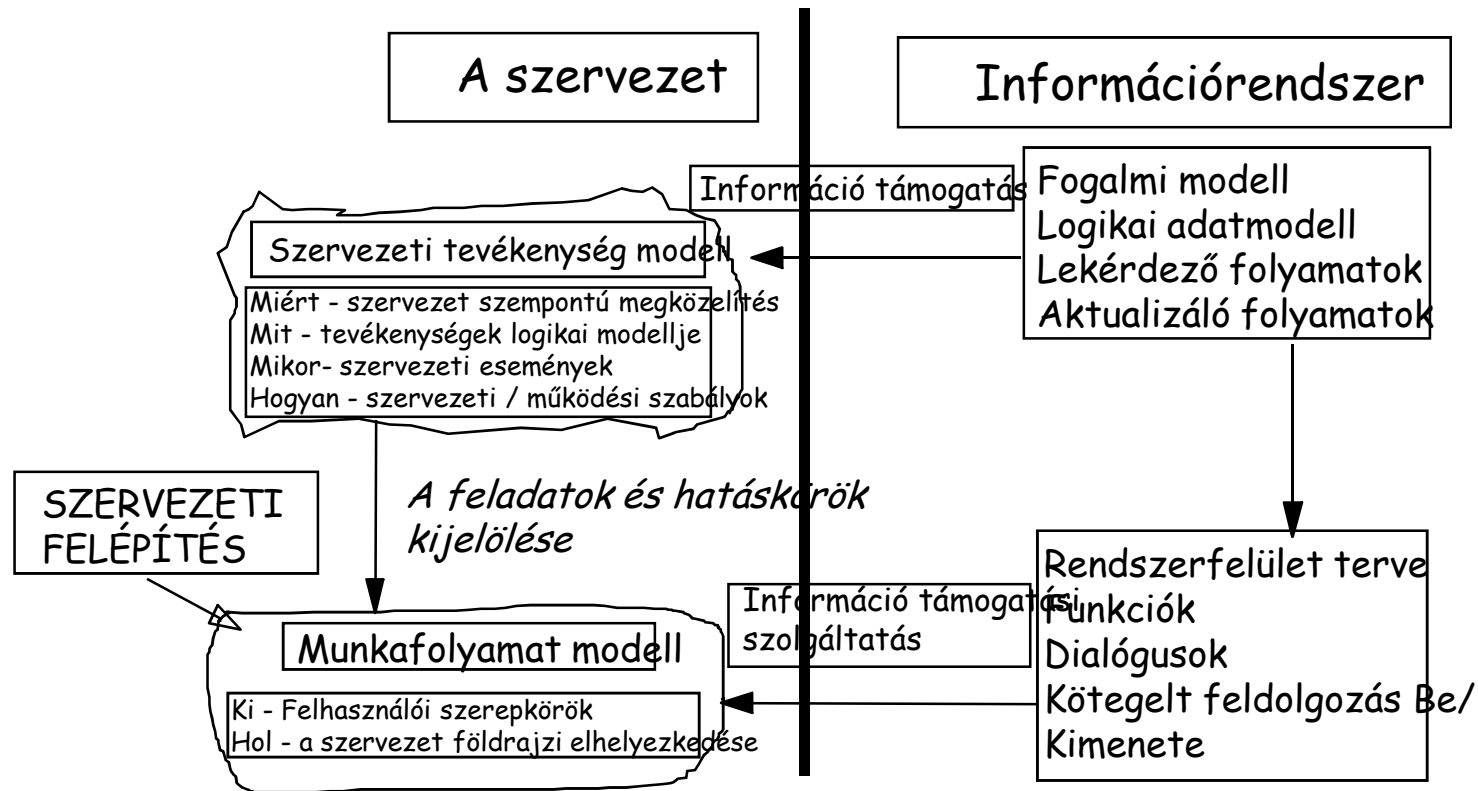 A szervezet
Információrendszer
Információ támogatás
Fogalmi modell
Logikai adatmodell
Lekérdező folyamatok
Aktualizáló folyamatok
Szervezeti tevékenység modell
Miért - szervezet szempontú megközelítés
Mit - tevékenységek logikai modellje
Mikor- szervezeti események
Hogyan - szervezeti / működési szabályok
SZERVEZETI
FELÉPÍTÉS
A feladatok és hatáskörök
kijelölése
Információ támogatási
szolgáltatás
Rendszerfelület terve
Funkciók
Dialógusok
Kötegelt feldolgozás Be/
Kimenete
Munkafolyamat modell
Ki - Felhasználói szerepkörök
Hol - a szervezet földrajzi elhelyezkedése